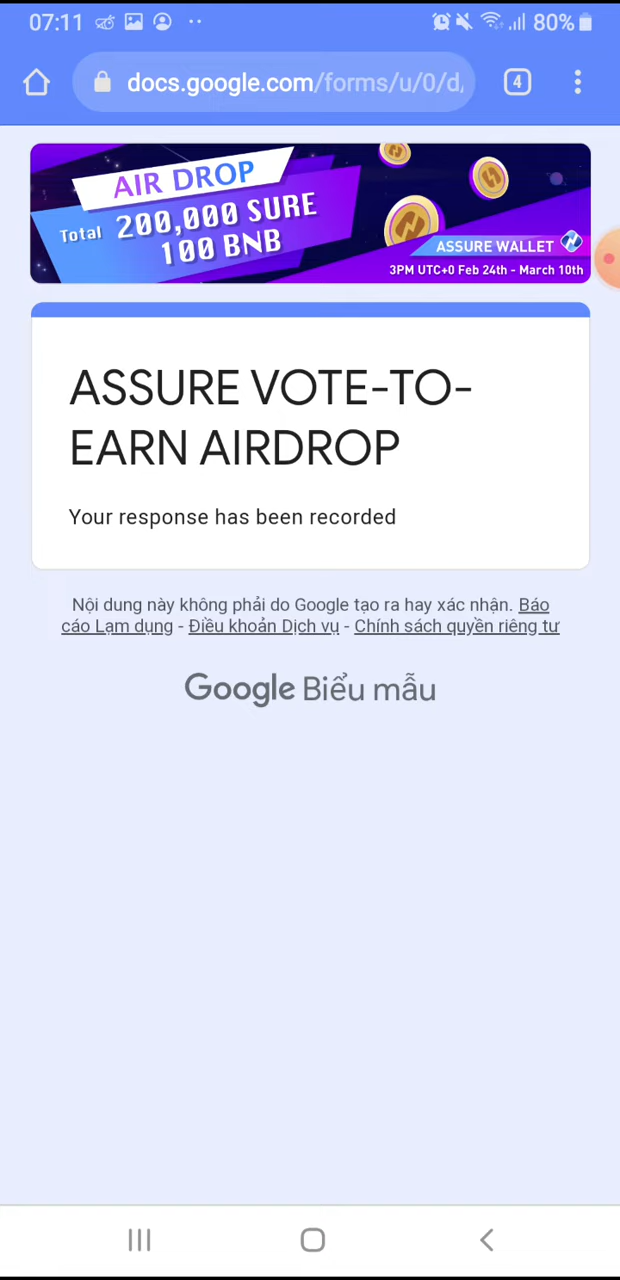 07:11
80%
docs.google.com/forms/u/0/d/
4
AIR DROP
Total 200,000 SURE
100 BNB
ASSURE WALLET
3PM UTC+0 Feb 24th - March 10th
ASSURE VOTE-TO-
EARN AIRDROP
Your response has been recorded
Nội dung này không phải do Google tạo ra hay xác nhận. Báo
cáo Lạm dụng - Điều khoản Dịch vụ - Chính sách quyền riêng tư
Google Biểu mẫu